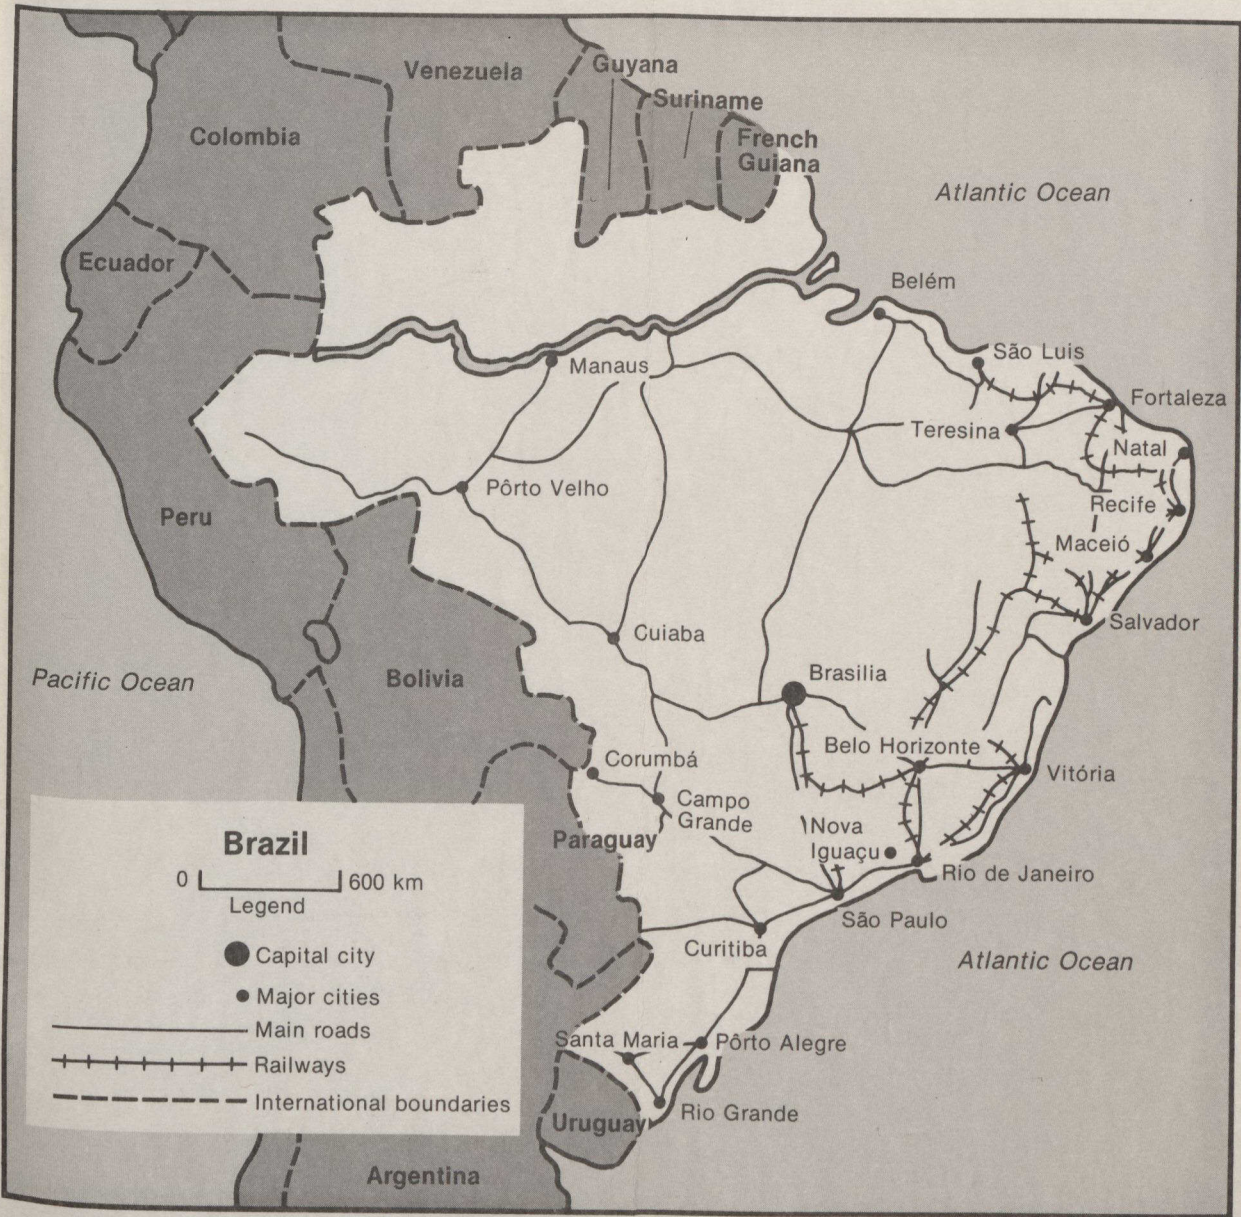 Venezuela
Guyana
Suriname
French
Guiana
Colombia
Atlantic Ocean
Ecuador
Belém
Manaus
São Luis
Fortaleza
Teresina
Natal
Pôrto Velho
Recife
Peru
Maceió
Salvador
Cuiaba
Pacific Ocean
Bolivia
Brasilia
Belo Horizonte
Corumbá
Vitória
Campo
Grande
Nova
Iguaçu
Paraguay
Rio de Janeiro
São Paulo
Curitiba
Atlantic Ocean
Santa Maria
Pôrto Alegre
Rio Grande
Uruguay
Argentina
Brazil
0 600 km
Legend
Capital city
Major cities
Main roads
Railways
International boundaries